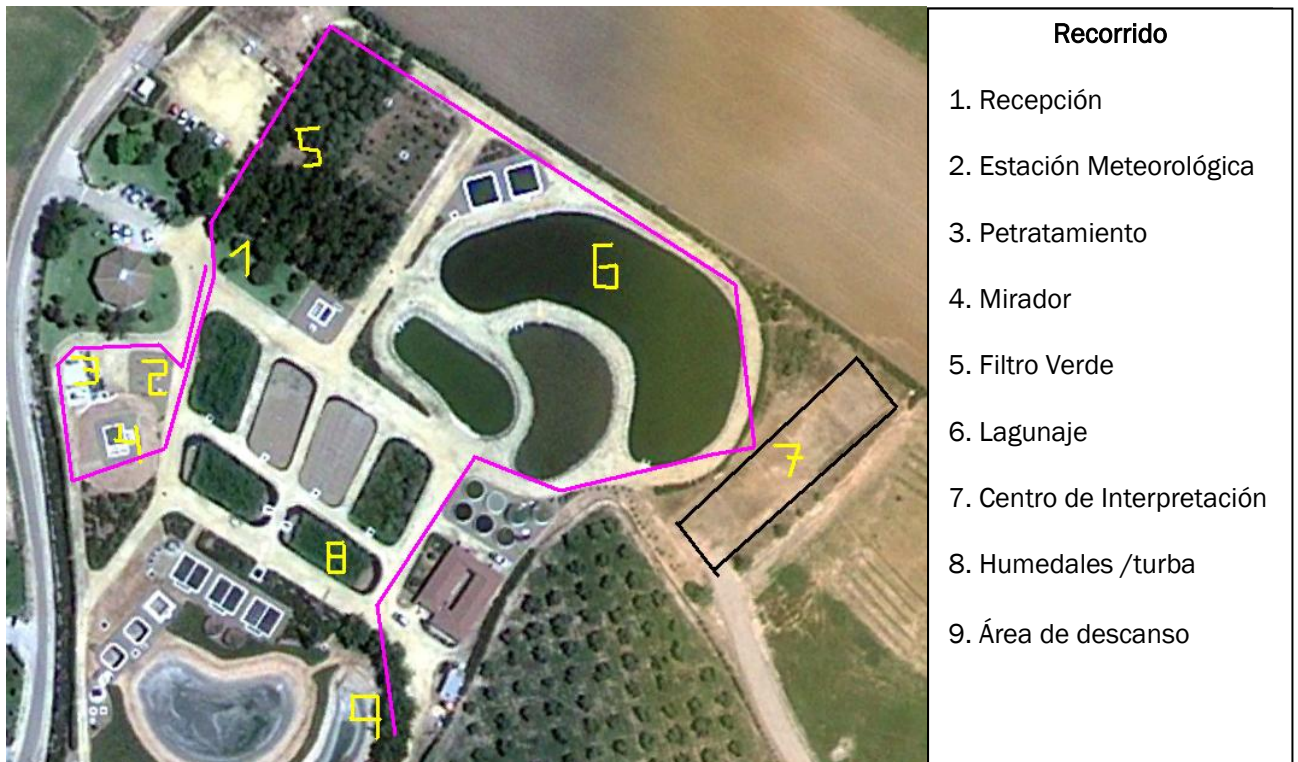 Recorrido
1. Recepción
2. Estación Meteorológica
3. Petratamiento
4. Mirador
5. Filtro Verde
6. Lagunaje
7. Centro de Interpretación
8. Humedales /turba
9. Área de descanso
5
1
6
3
2
4
7
8
9